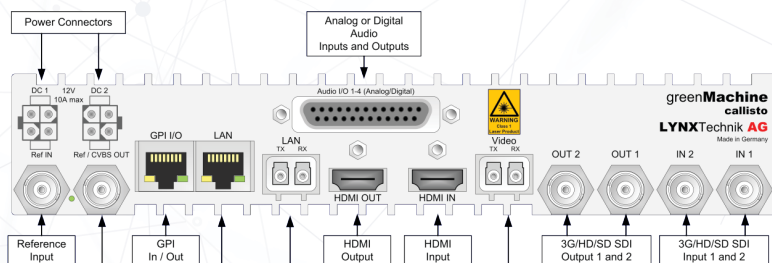 Power Connectors
Analog or Digital
Audio
Inputs and Outputs
DC 1
12V
10A max
DC 2
Audio I/O 1-4 (Analog/Digital)
WARNING
Class 1
Laser Product
greenMachine
callisto
LYNXTechnik AG
Made in Germany
Ref IN
Ref / CVBS OUT
GPI I/O
LAN
LAN
TX RX
Video
TX RX
OUT 2
OUT 1
IN 2
IN 1
HDMI OUT
HDMI IN
Reference
Input
GPI
In / Out
HDMI
Output
HDMI
Input
3G/HD/SD SDI
Output 1 and 2
3G/HD/SD SDI
Input 1 and 2